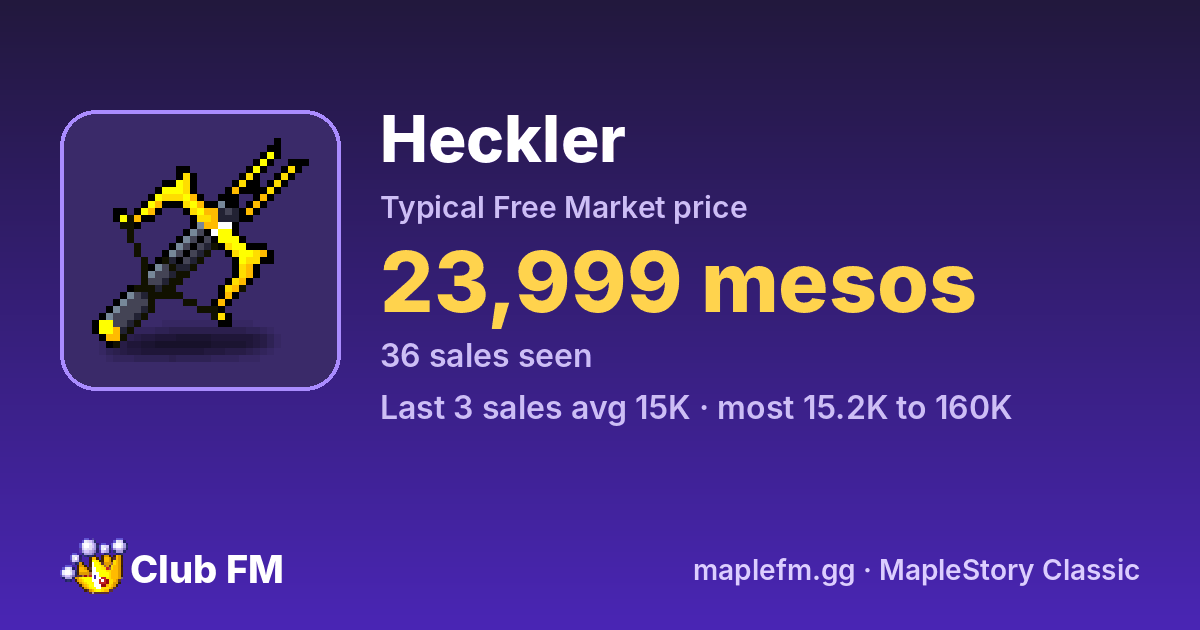 Heckler
Typical Free Market price
23,999 mesos
36 sales seen
Last 3 sales avg 15K · most 15.2K to 160K
Club FM
maplefm.gg · MapleStory Classic